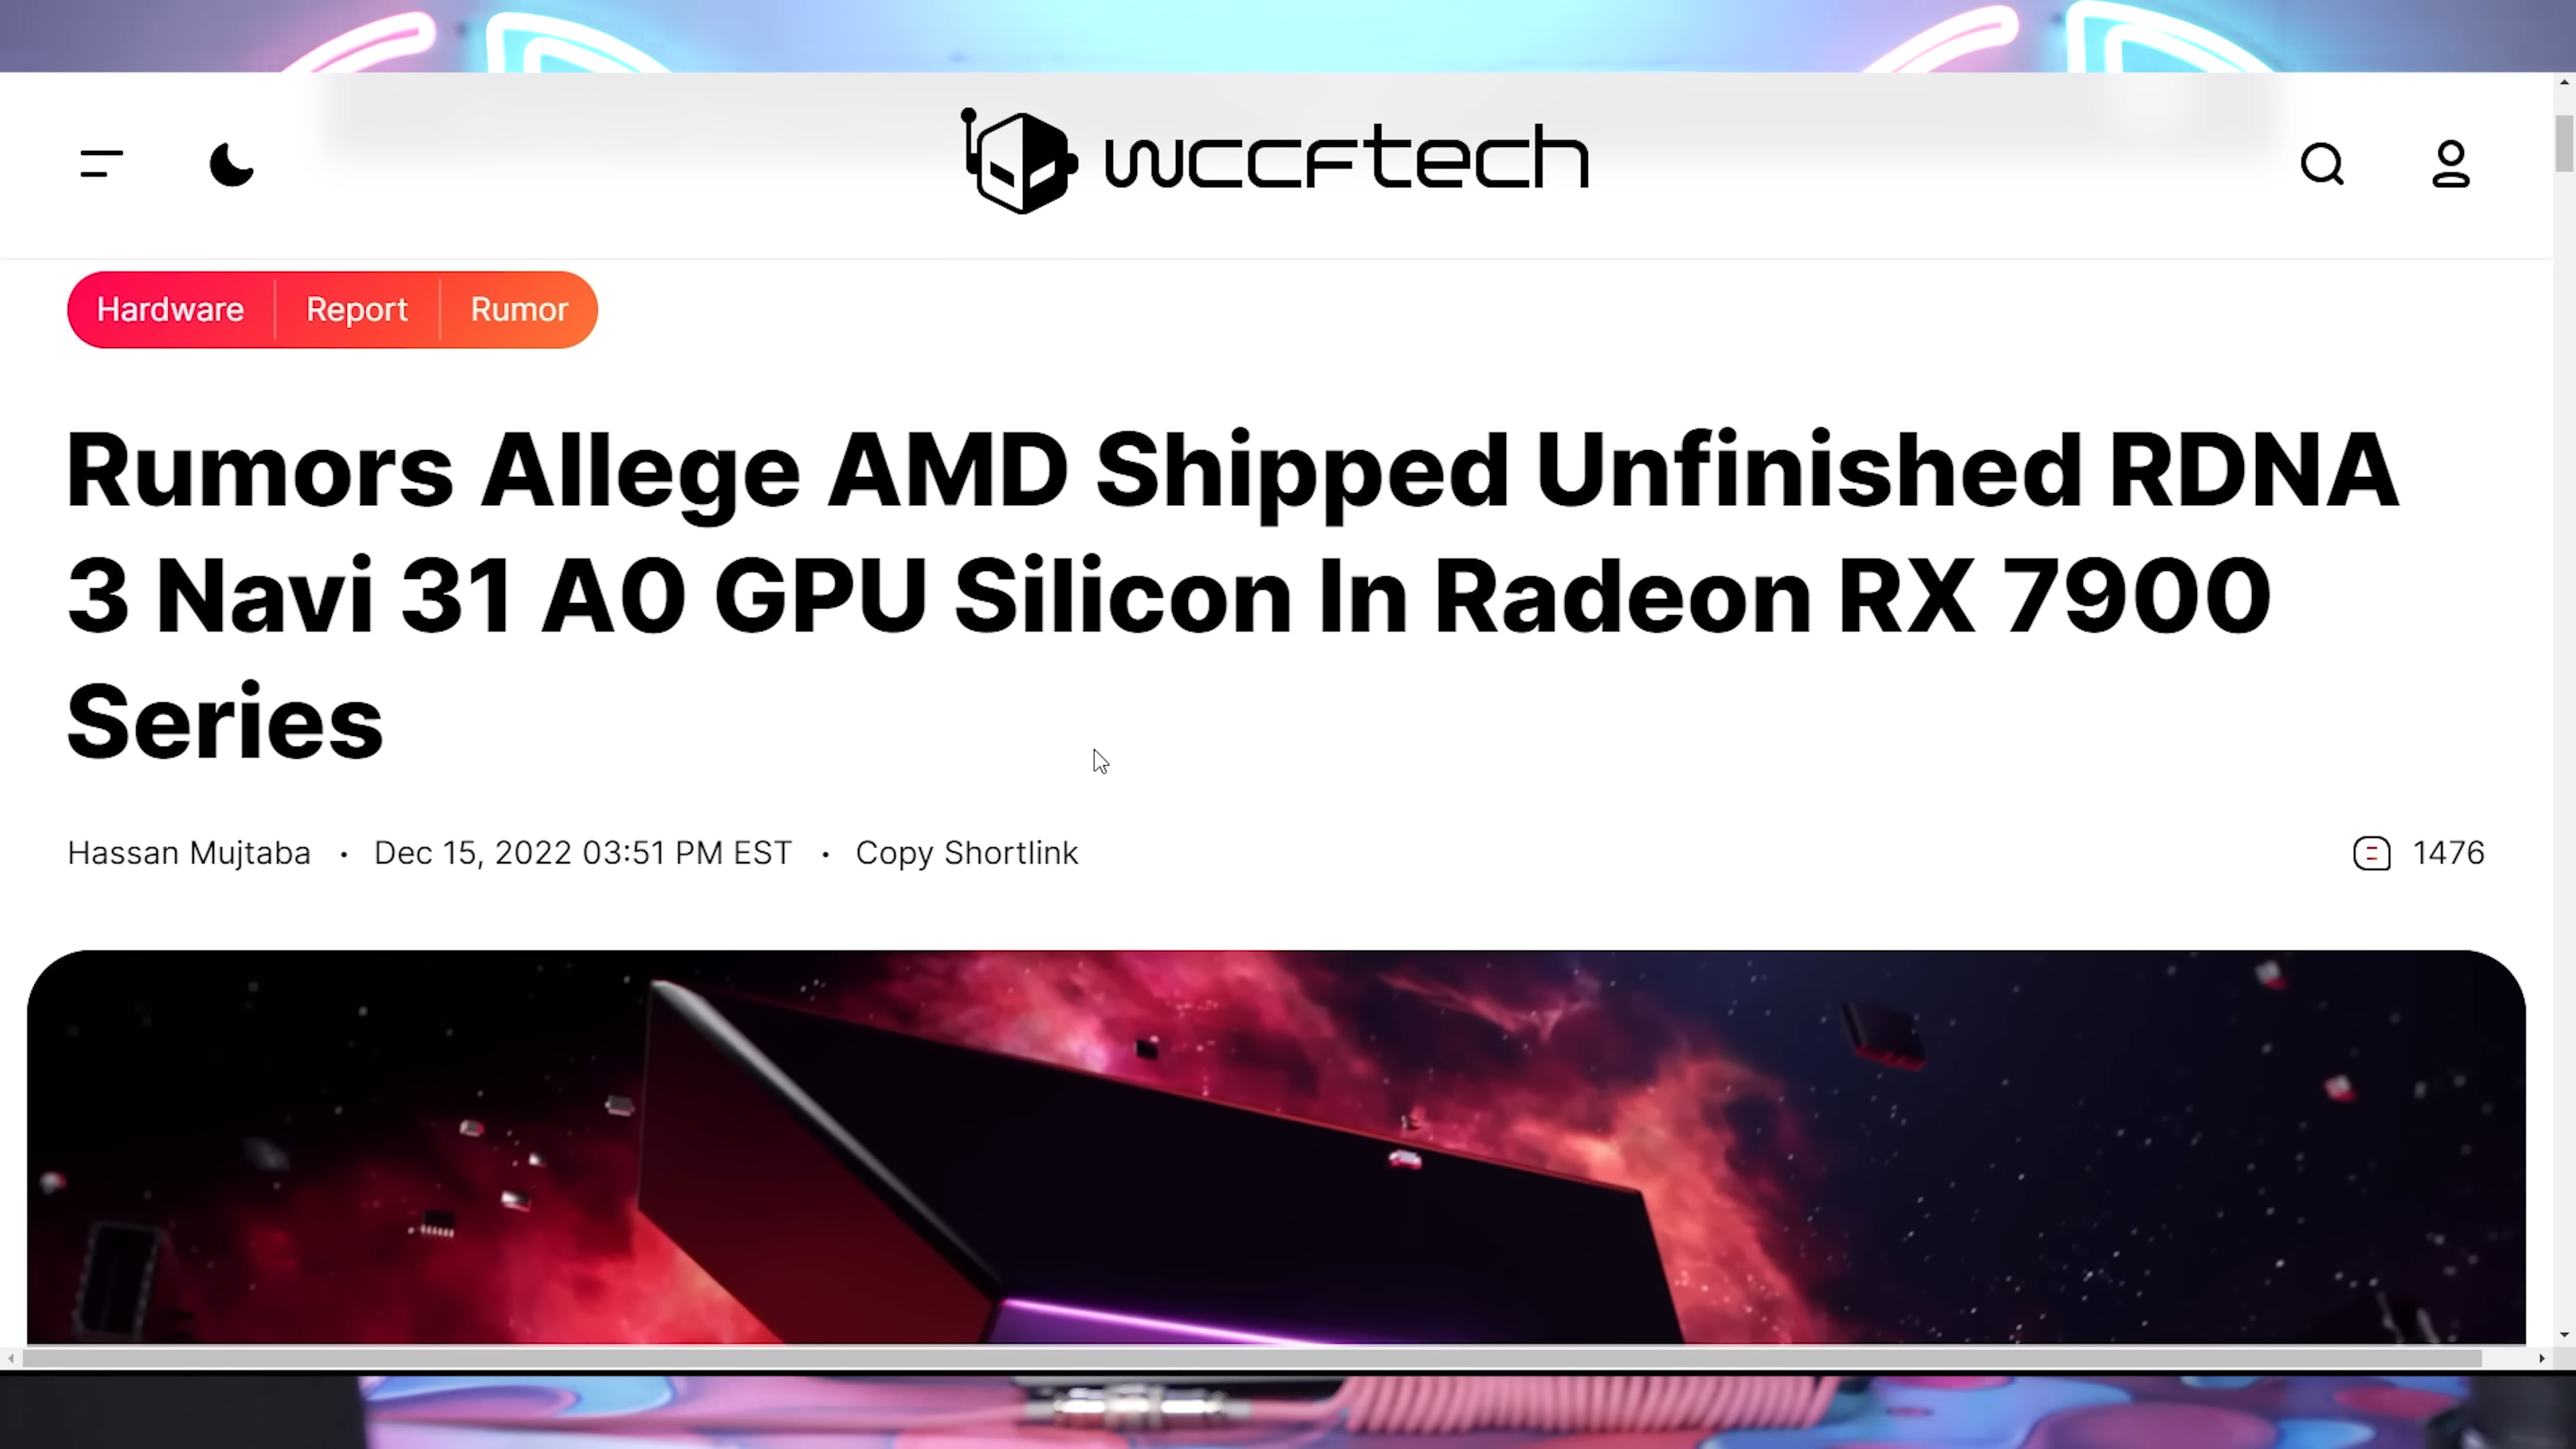 wccftech
Hardware Report Rumor
Rumors Allege AMD Shipped Unfinished RDNA
3 Navi 31 A0 GPU Silicon In Radeon RX 7900
Series
Hassan Mujtaba • Dec 15, 2022 03:51 PM EST • Copy Shortlink 1476